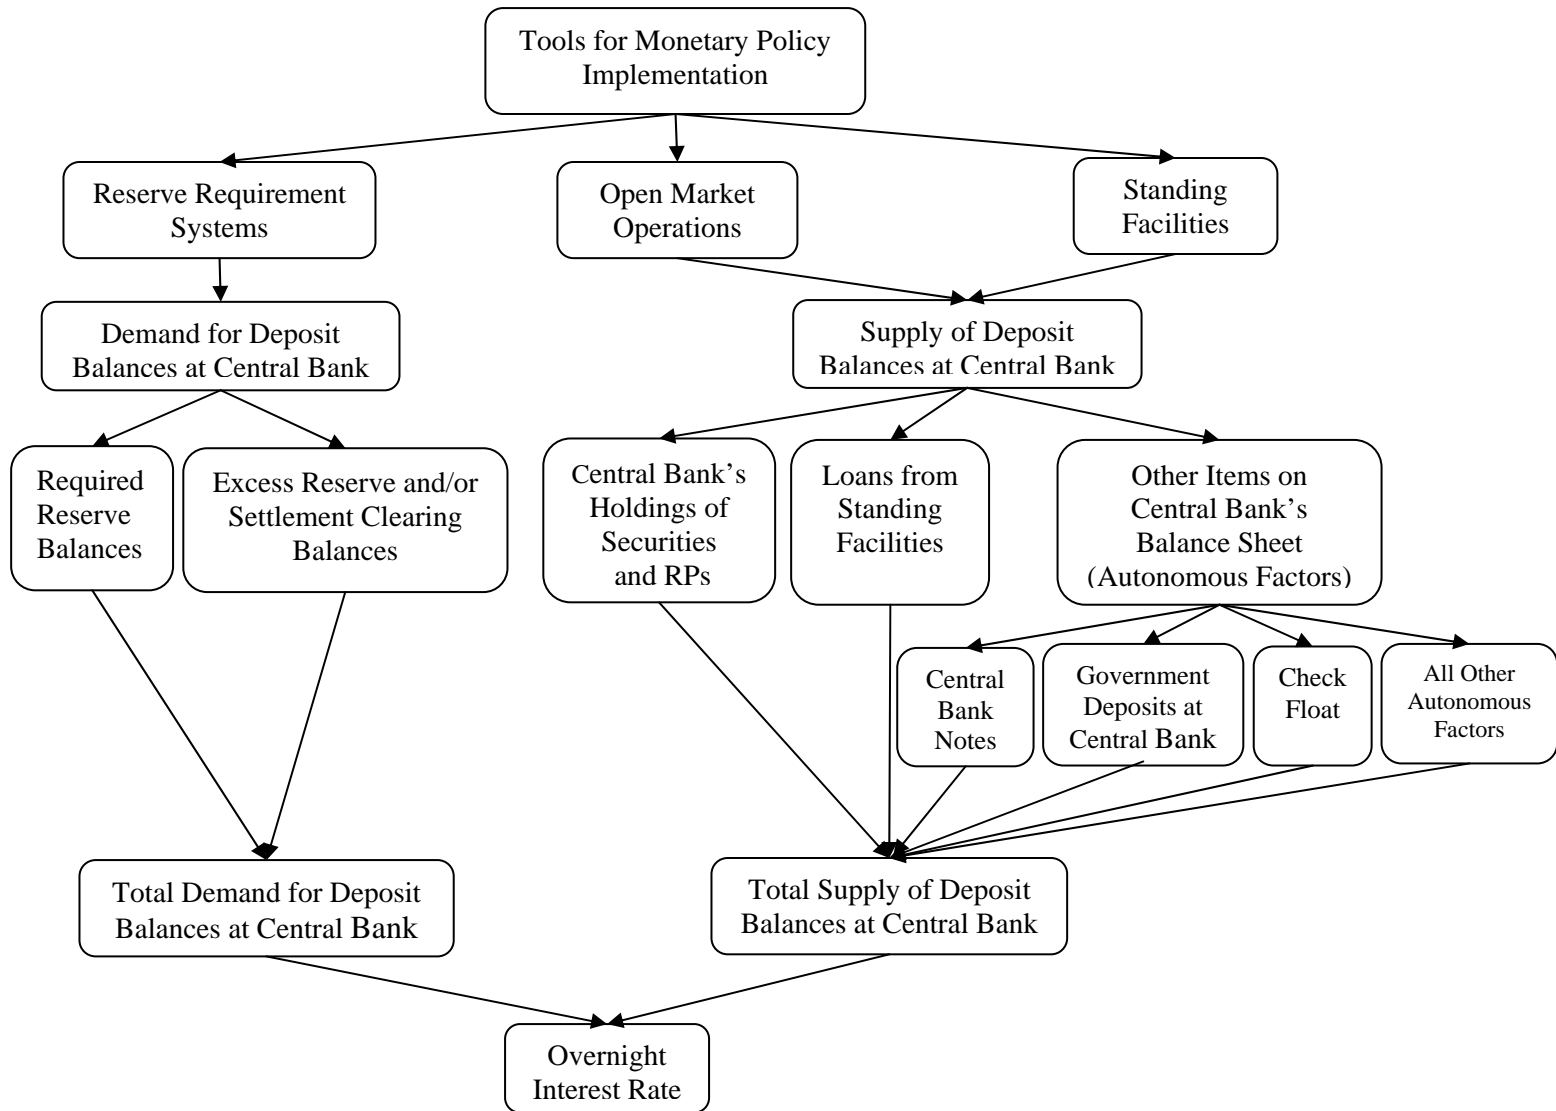 Tools for Monetary Policy
Implementation
Reserve Requirement
Systems
Open Market
Operations
Standing
Facilities
Demand for Deposit
Balances at Central Bank
Supply of Deposit
Balances at Central Bank
Required
Reserve
Balances
Excess Reserve and/or
Settlement Clearing
Balances
Central Bank’s
Holdings of
Securities
and RPs
Loans from
Standing
Facilities
Other Items on
Central Bank’s
Balance Sheet
(Autonomous Factors)
Central
Bank
Notes
Government
Deposits at
Central Bank
Check
Float
All Other
Autonomous
Factors
Total Demand for Deposit
Balances at Central Bank
Total Supply of Deposit
Balances at Central Bank
Overnight
Interest Rate